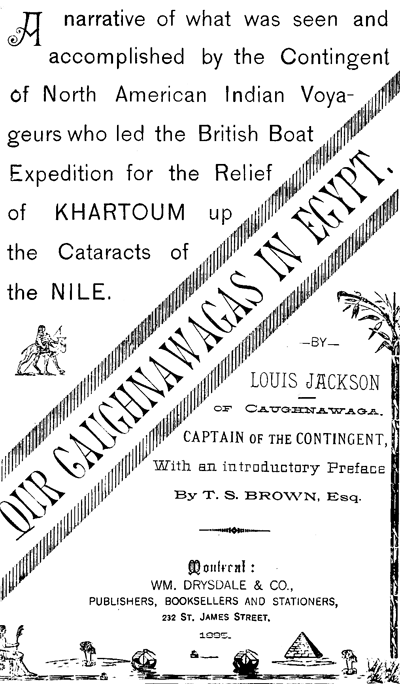 A narrative of what was seen and
accomplished by the Contingent
of North American Indian Voya-
geurs who led the British Boat
Expedition for the Relief
of KHARTOUM up
the Cataracts of
the NILE.
OUR CAUGHNAWAGAS IN EGYPT.
—BY—
LOUIS JACKSON
OF CAUGHNAWAGA,
CAPTAIN OF THE CONTINGENT,
With an introductory Preface
By T. S. BROWN, Esq.
Montreal:
WM. DRYSDALE & CO.,
PUBLISHERS, BOOKSELLERS AND STATIONERS,
232 ST. JAMES STREET.